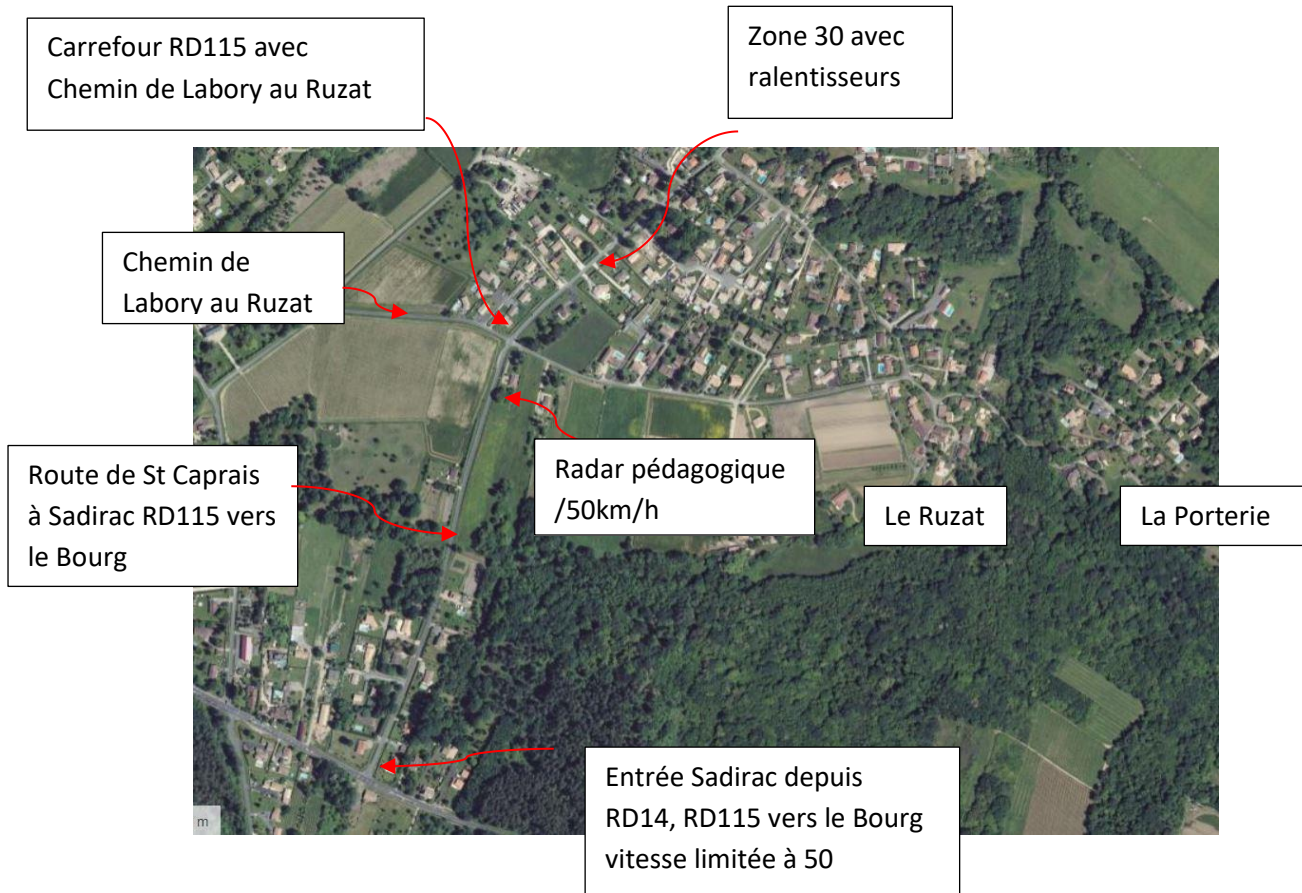 Carrefour RD115 avec
Chemin de Labory au Ruzat
Zone 30 avec
ralentisseurs
Chemin de
Labory au Ruzat
Route de St Caprais
à Sadirac RD115 vers
le Bourg
Radar pédagogique
/50km/h
Le Ruzat
La Porterie
Entrée Sadirac depuis
RD14, RD115 vers le Bourg
vitesse limitée à 50
m